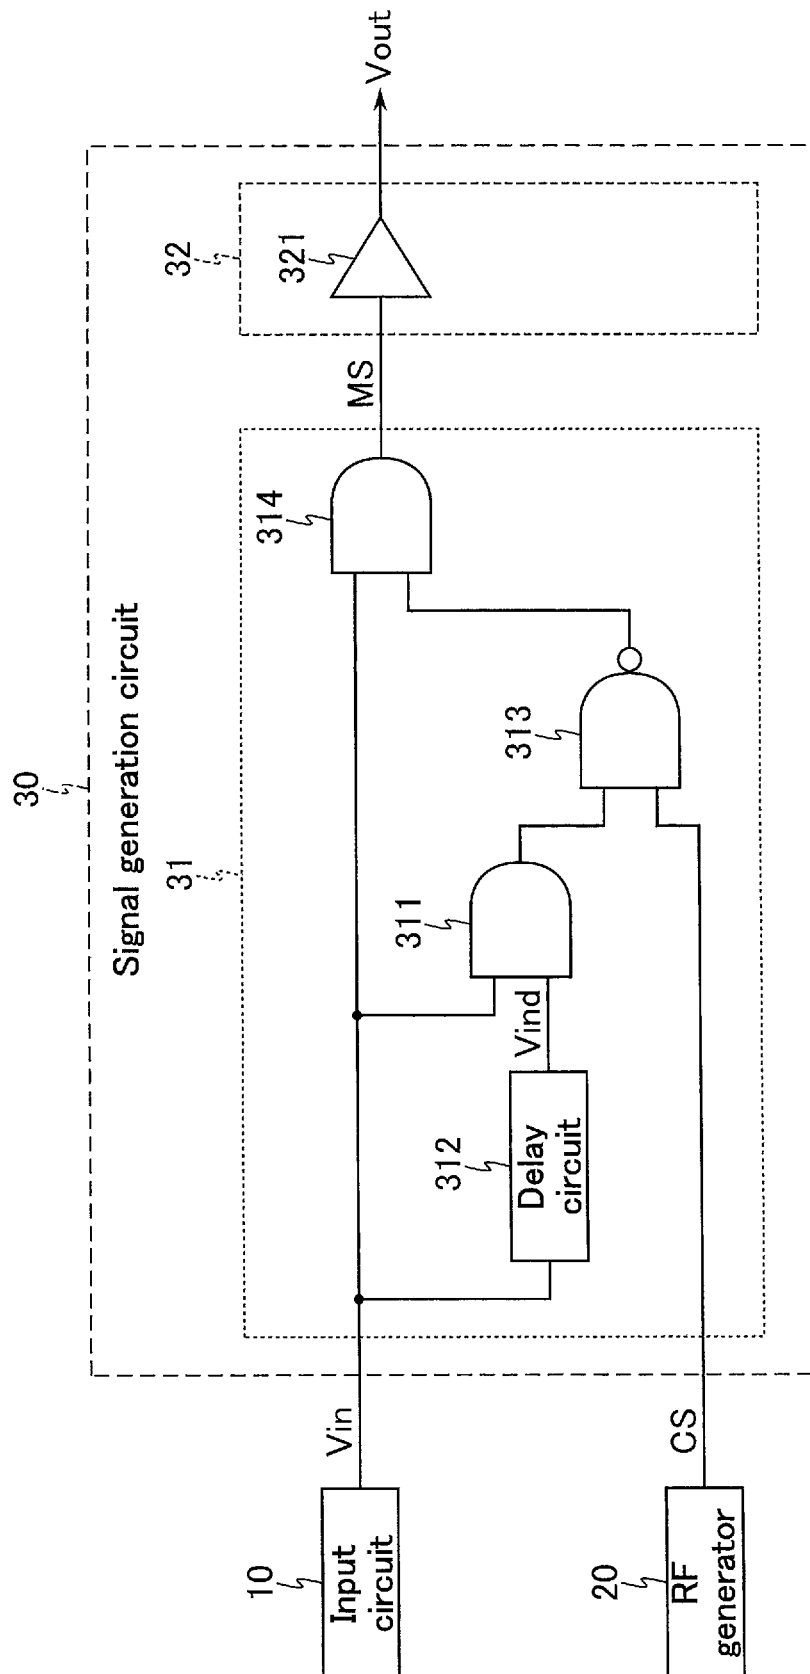 30
Signal generation circuit
31
32
10
Input
circuit
Vin
312
Delay
circuit
Vind
311
313
314
MS
321
Vout
20
RF
generator
CS